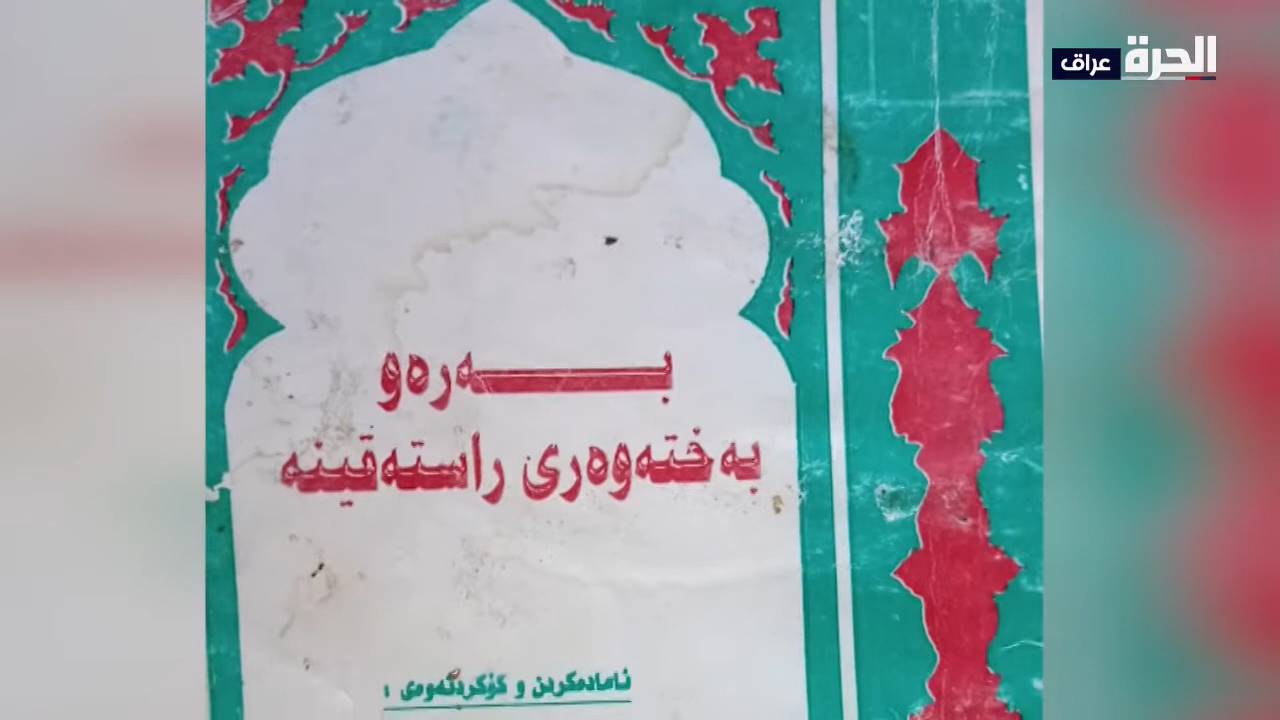 الحرة
عراق
بەرەو
بەختەوەری راستەقینە
ئامادەکردن و کۆکردنەوەی :